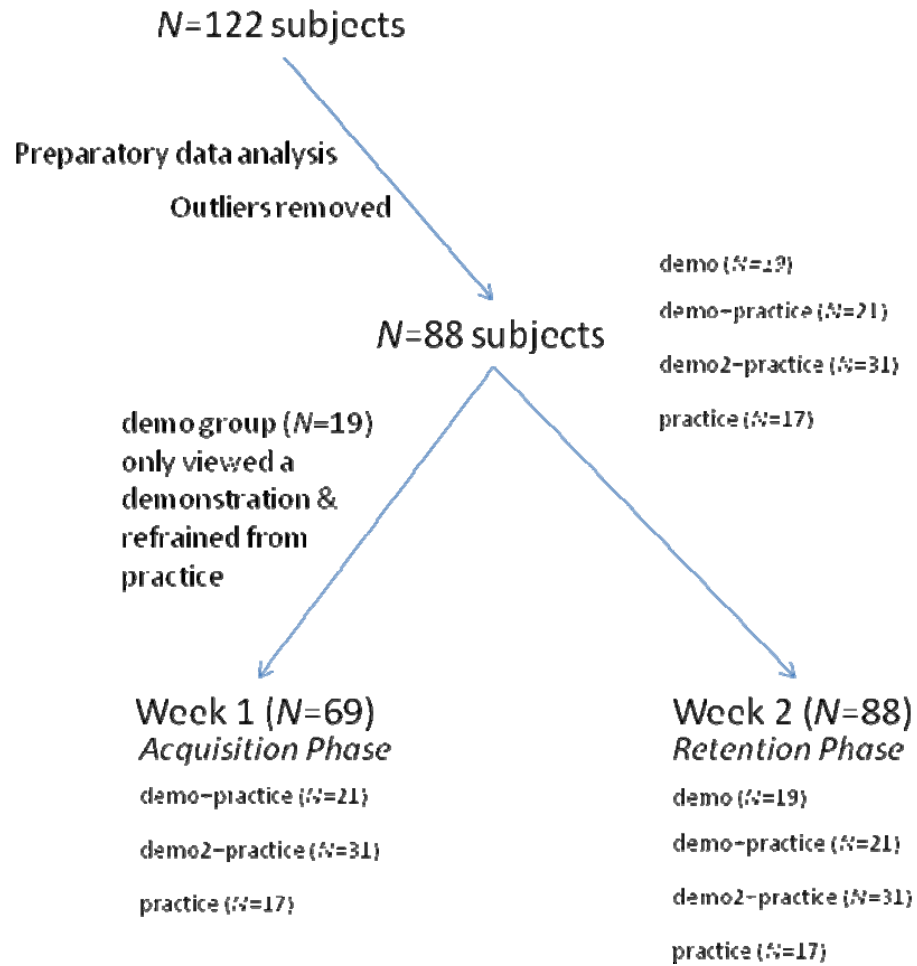 N=122 subjects
Preparatory data analysis
Outliers removed
N=88 subjects
demo (N=19)
demo-practice (N=21)
demo2-practice (N=31)
practice (N=17)
demo group (N=19)
only viewed a
demonstration &
refrained from
practice
Week 1 (N=69)
Acquisition Phase
demo-practice (N=21)
demo2-practice (N=31)
practice (N=17)
Week 2 (N=88)
Retention Phase
demo (N=19)
demo-practice (N=21)
demo2-practice (N=31)
practice (N=17)